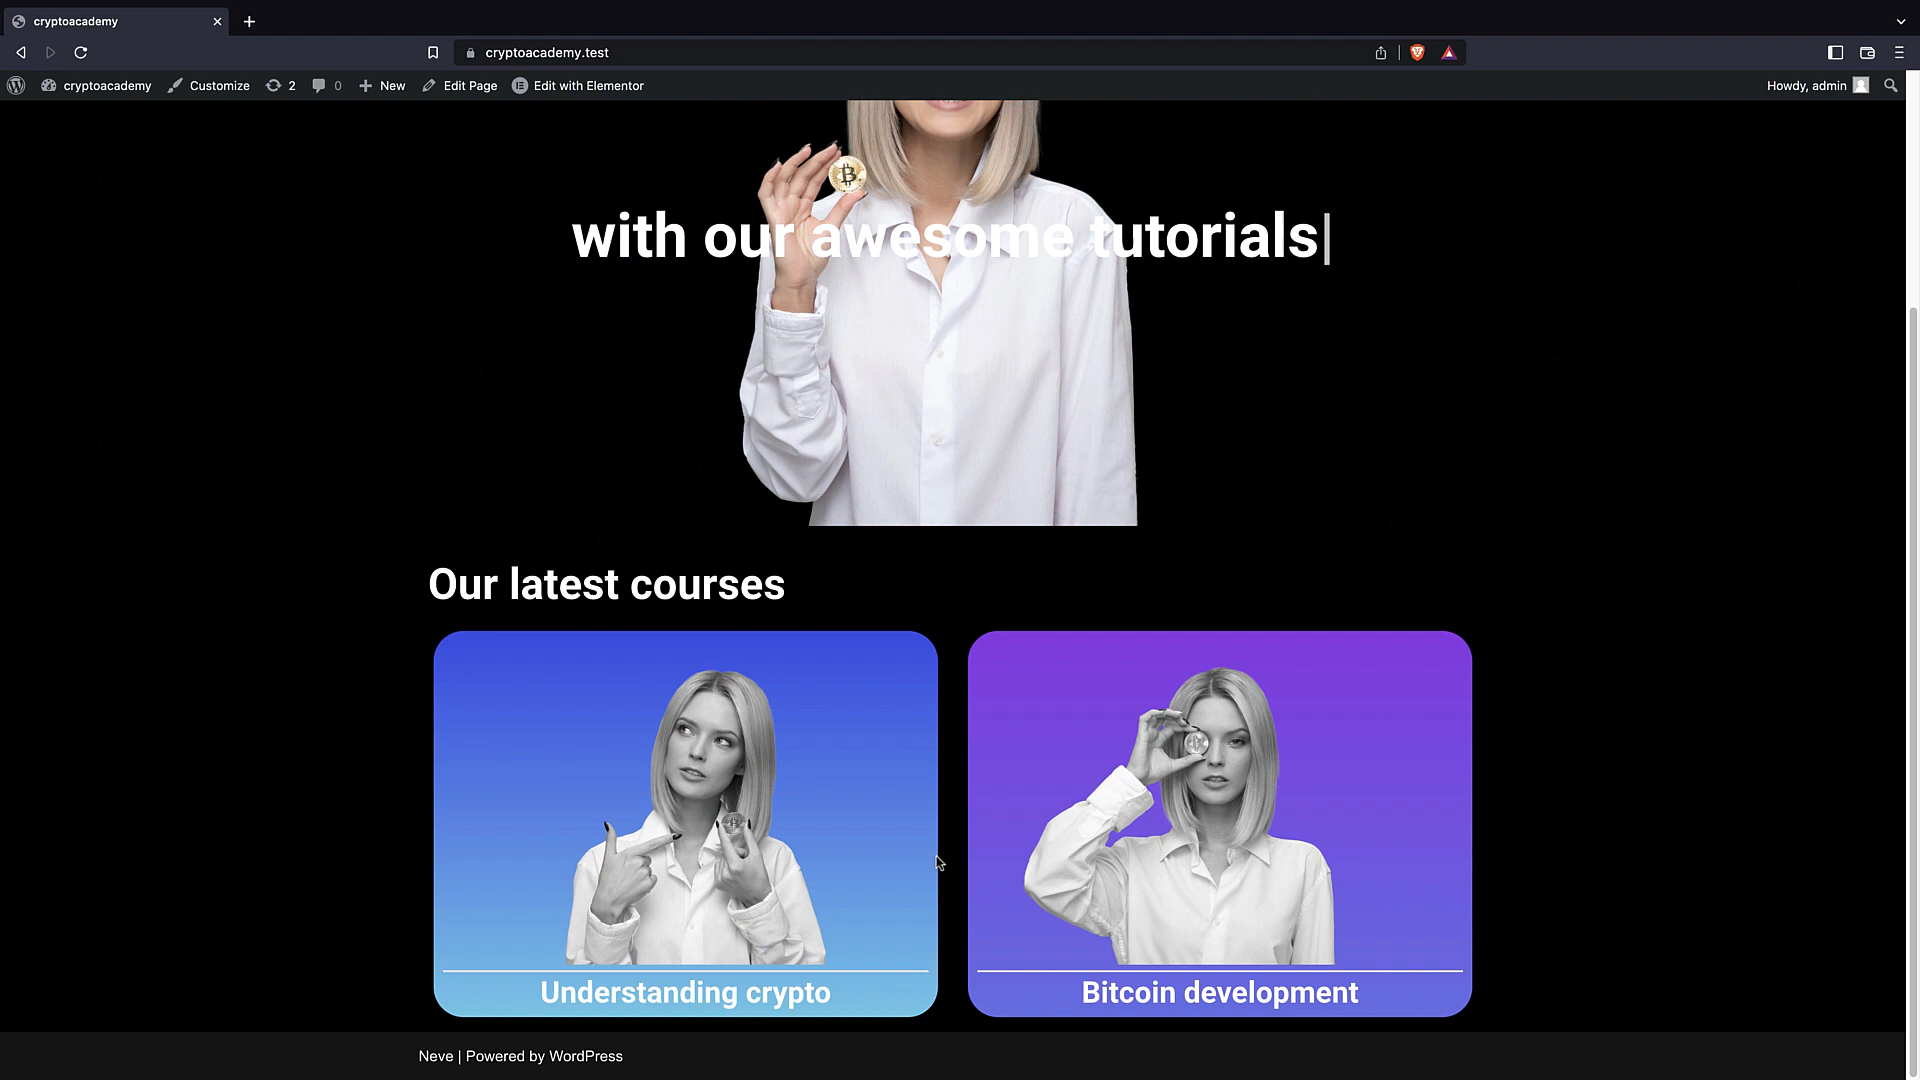 cryptoacademy
cryptoacademy.test
cryptoacademy Customize 2 0 New Edit Page Edit with Elementor Howdy, admin
with our awesome tutorials|
Our latest courses
Understanding crypto
Bitcoin development
Neve | Powered by WordPress